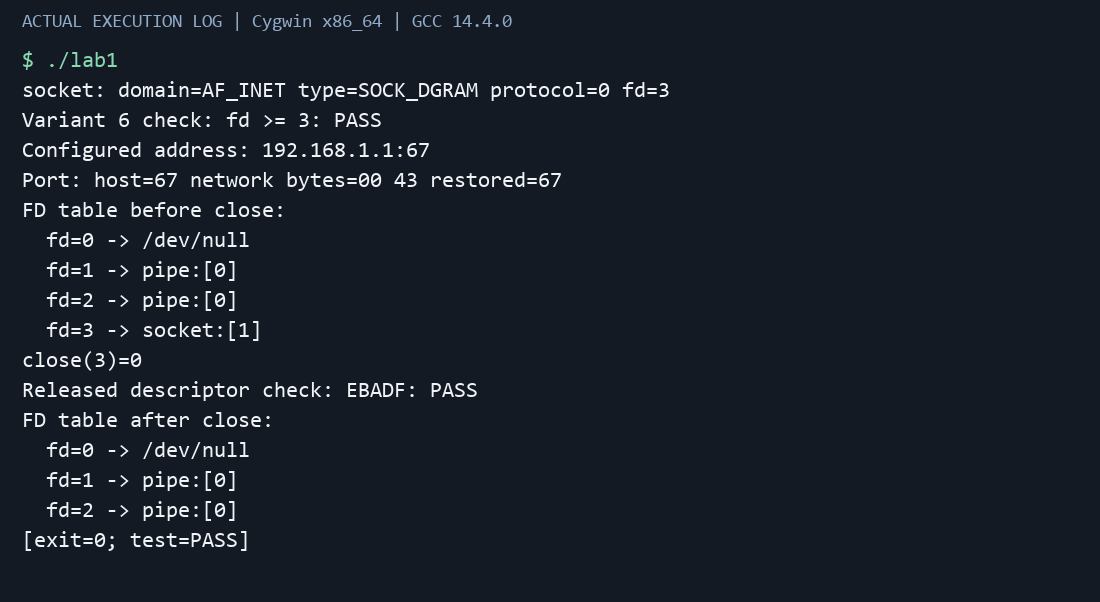 ACTUAL EXECUTION LOG | Cygwin x86_64 | GCC 14.4.0
$ ./lab1
socket: domain=AF_INET type=SOCK_DGRAM protocol=0 fd=3
Variant 6 check: fd >= 3: PASS
Configured address: 192.168.1.1:67
Port: host=67 network bytes=00 43 restored=67
FD table before close:
  fd=0 -> /dev/null
  fd=1 -> pipe:[0]
  fd=2 -> pipe:[0]
  fd=3 -> socket:[1]
close(3)=0
Released descriptor check: EBADF: PASS
FD table after close:
  fd=0 -> /dev/null
  fd=1 -> pipe:[0]
  fd=2 -> pipe:[0]
[exit=0; test=PASS]